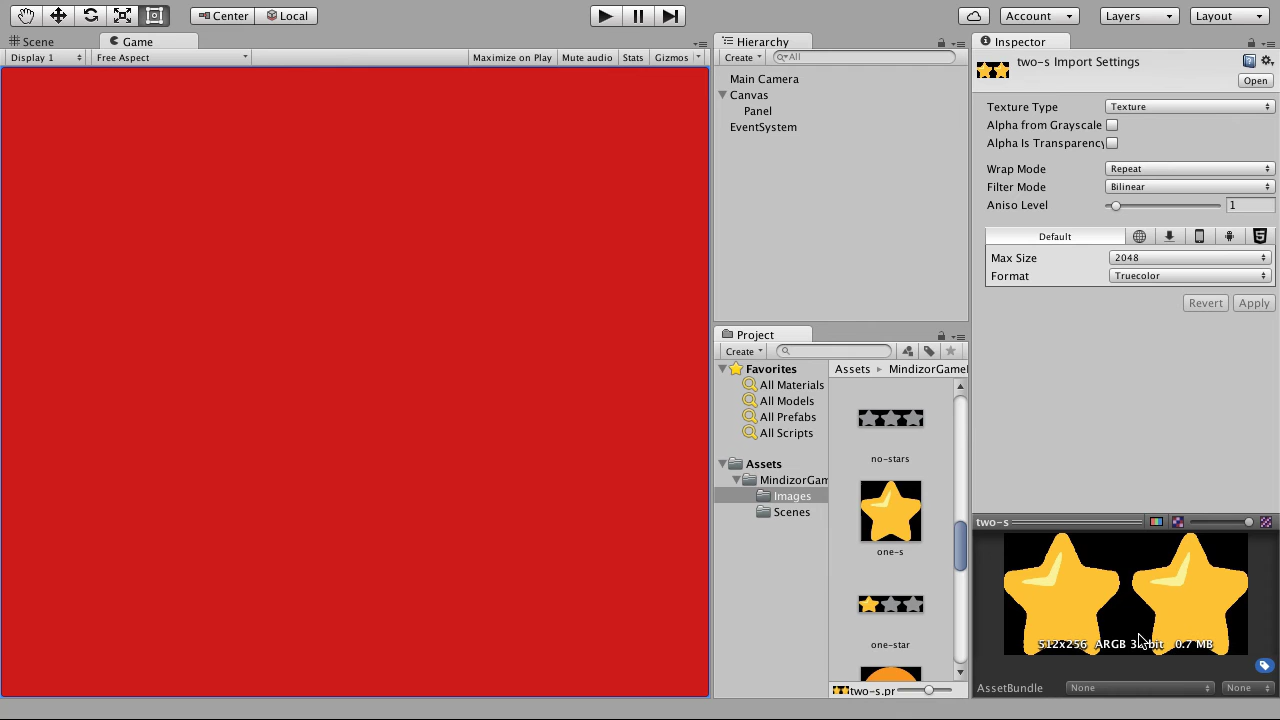 Center
Local
Account
Layers
Layout
Scene
Game
Display 1
Free Aspect
Maximize on Play
Mute audio
Stats
Gizmos
Hierarchy
Create
All
Main Camera
Canvas
Panel
EventSystem
Project
Create
Favorites
All Materials
All Models
All Prefabs
All Scripts
Assets
MindizorGam
Images
Scenes
Assets
MindizorGamel
no-stars
one-s
one-star
two-s.pr
Inspector
two-s Import Settings
Open
Texture Type
Texture
Alpha from Grayscale
Alpha Is Transparency
Wrap Mode
Repeat
Filter Mode
Bilinear
Aniso Level
1
Default
Max Size
2048
Format
Truecolor
Revert
Apply
two-s
512x256 ARGB 32 bit 0.7 MB
AssetBundle
None
None